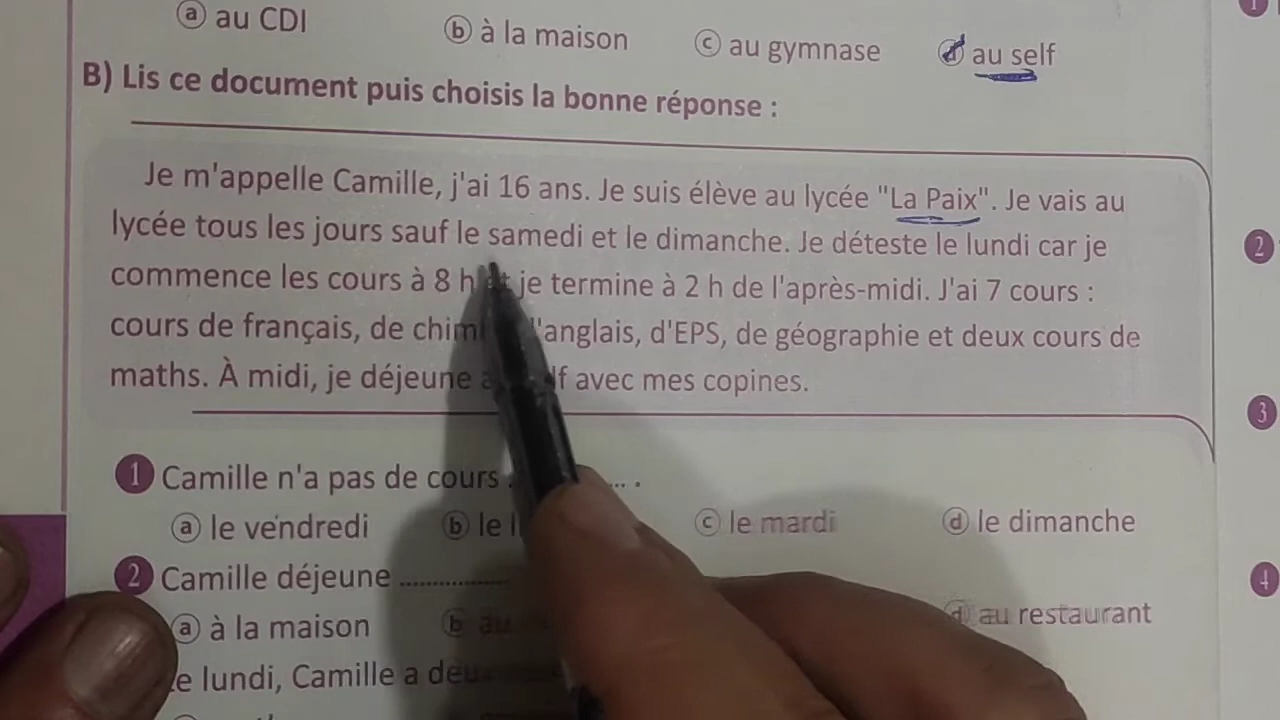 ⓐ au CDI ⓑ à la maison ⓒ au gymnase ⓓ au self
B) Lis ce document puis choisis la bonne réponse :
Je m'appelle Camille, j'ai 16 ans. Je suis élève au lycée "La Paix". Je vais au
lycée tous les jours sauf le samedi et le dimanche. Je déteste le lundi car je
commence les cours à 8 h je termine à 2 h de l'après-midi. J'ai 7 cours :
cours de français, de d'anglais, d'EPS, de géographie et deux cours de
maths. À midi, je déjeune avec mes copines.
1 Camille n'a pas de cours .... .
ⓐ le vendredi ⓑ le ⓒ le mardi ⓓ le dimanche
2 Camille déjeune ................
ⓐ à la maison ⓑ au ⓓ au restaurant
Le lundi, Camille a
1
2
3
4